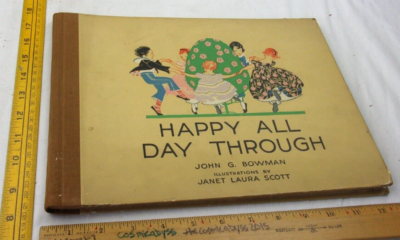 HAPPY ALL
DAY THROUGH
JOHN G. BOWMAN
ILLUSTRATIONS BY
JANET LAURA SCOTT